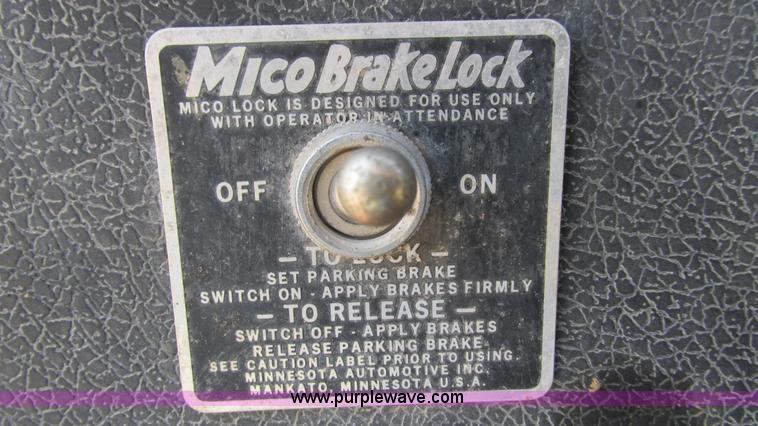 Mico Brake Lock
MICO LOCK IS DESIGNED FOR USE ONLY
WITH OPERATOR IN ATTENDANCE
OFF ON
— TO LOCK —
SET PARKING BRAKE
SWITCH ON - APPLY BRAKES FIRMLY
— TO RELEASE —
SWITCH OFF - APPLY BRAKES
RELEASE PARKING BRAKE
SEE CAUTION LABEL PRIOR TO USING.
MINNESOTA AUTOMOTIVE INC.
MANKATO, MINNESOTA U.S.A.
www.purplewave.com